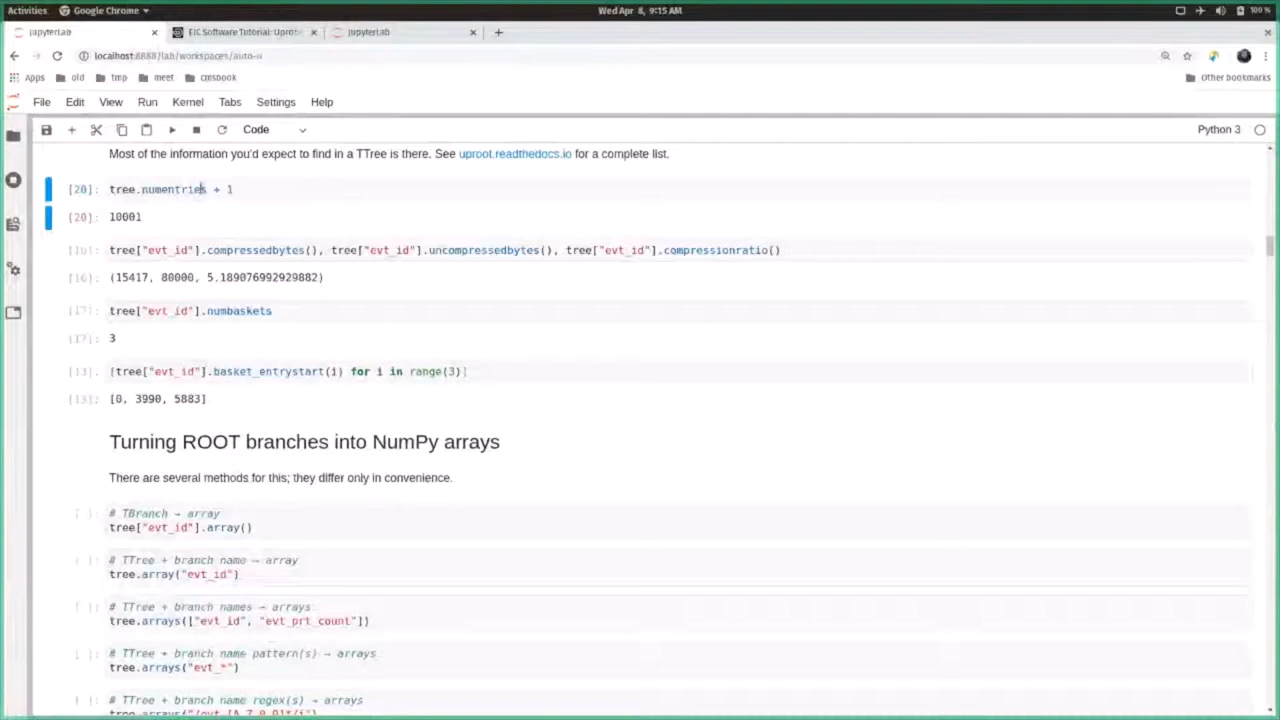 Activities Google Chrome Wed Apr 8, 9:15 AM 100 %
JupyterLab EIC Software Tutorial: Uproo JupyterLab
localhost:8888/lab/workspaces/auto-u
Apps old tmp meet cmsbook Other bookmarks
File Edit View Run Kernel Tabs Settings Help
Code Python 3
Most of the information you'd expect to find in a TTree is there. See uproot.readthedocs.io for a complete list.
[20]: tree.numentries + 1
[20]: 10001
[16]: tree["evt_id"].compressedbytes(), tree["evt_id"].uncompressedbytes(), tree["evt_id"].compressionratio()
[16]: (15417, 80000, 5.189076992929882)
[17]: tree["evt_id"].numbaskets
[17]: 3
[13]: [tree["evt_id"].basket_entrystart(i) for i in range(3)]
[13]: [0, 3990, 5883]
Turning ROOT branches into NumPy arrays
There are several methods for this; they differ only in convenience.
[ ]: # TBranch → array
tree["evt_id"].array()
[ ]: # TTree + branch name → array
tree.array("evt_id")
[ ]: # TTree + branch names → arrays
tree.arrays(["evt_id", "evt_prt_count"])
[ ]: # TTree + branch name pattern(s) → arrays
tree.arrays("evt_*")
[ ]: # TTree + branch name regex(s) → arrays